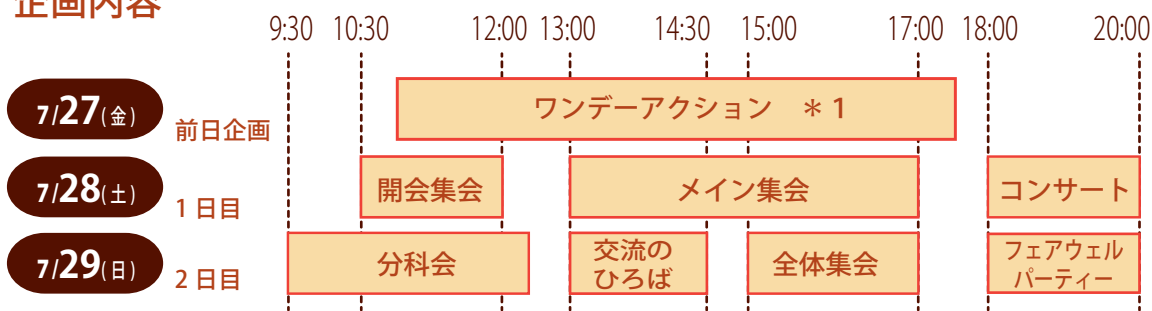 企画内容
9:30 10:30 12:00 13:00 14:30 15:00 17:00 18:00 20:00
7/27(金) 前日企画 ワンデーアクション ＊1
7/28(土) 1日目 開会集会 メイン集会 コンサート
7/29(日) 2日目 分科会 交流の
ひろば 全体集会 フェアウェル
パーティー